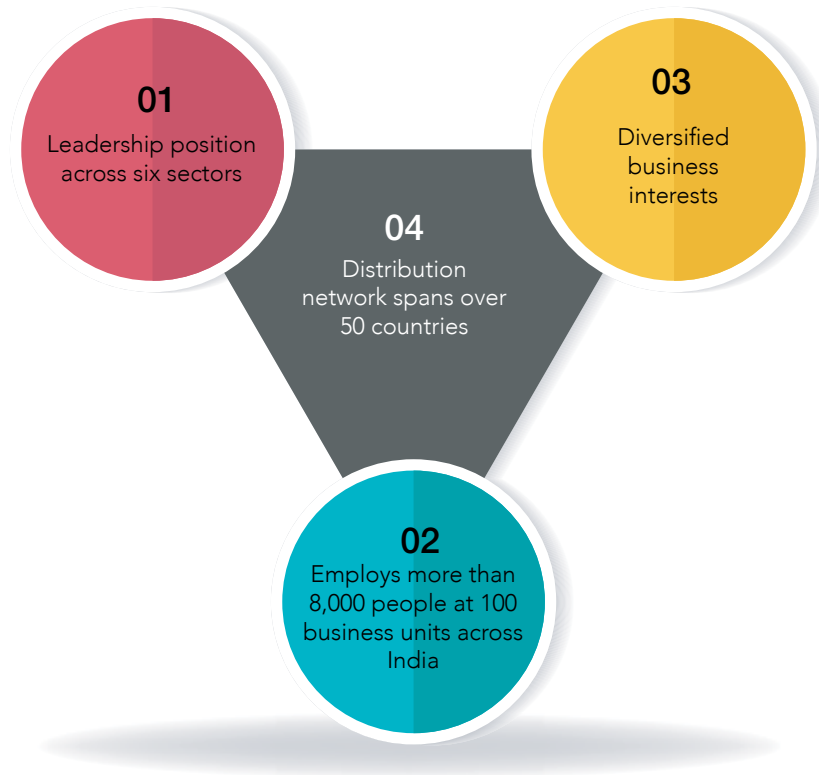 01
Leadership position
across six sectors
03
Diversified
business
interests
04
Distribution
network spans over
50 countries
02
Employs more than
8,000 people at 100
business units across
India